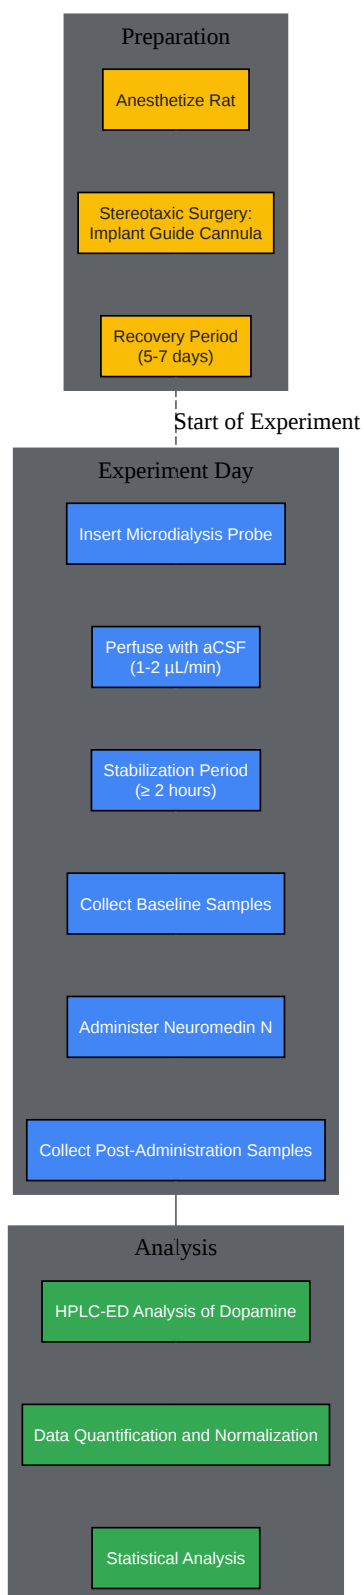 Preparation
Anesthetize Rat
Stereotaxic Surgery:
Implant Guide Cannula
Recovery Period
(5-7 days)
Start of Experiment
Experiment Day
Insert Microdialysis Probe
Perfuse with aCSF
(1-2 µL/min)
Stabilization Period
(≥ 2 hours)
Collect Baseline Samples
Administer Neuromedin N
Collect Post-Administration Samples
Analysis
HPLC-ED Analysis of Dopamine
Data Quantification and Normalization
Statistical Analysis